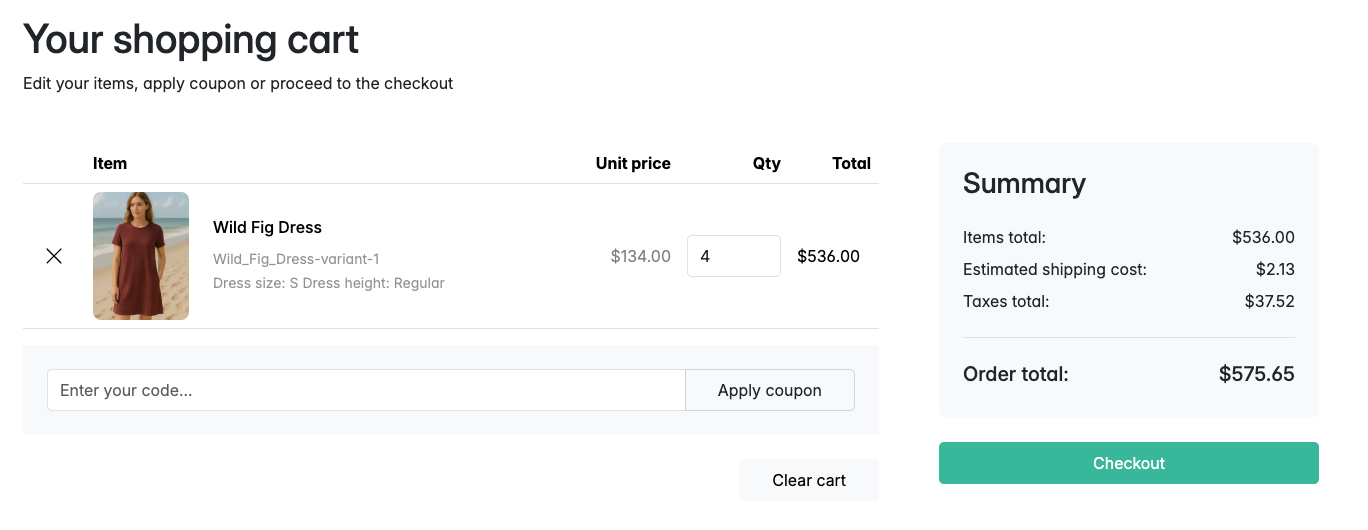 Your shopping cart
Edit your items, apply coupon or proceed to the checkout
Item Unit price Qty Total
Wild Fig Dress
Wild_Fig_Dress-variant-1
Dress size: S Dress height: Regular
$134.00 4 $536.00
Enter your code... Apply coupon
Clear cart
Summary
Items total: $536.00
Estimated shipping cost: $2.13
Taxes total: $37.52
Order total: $575.65
Checkout